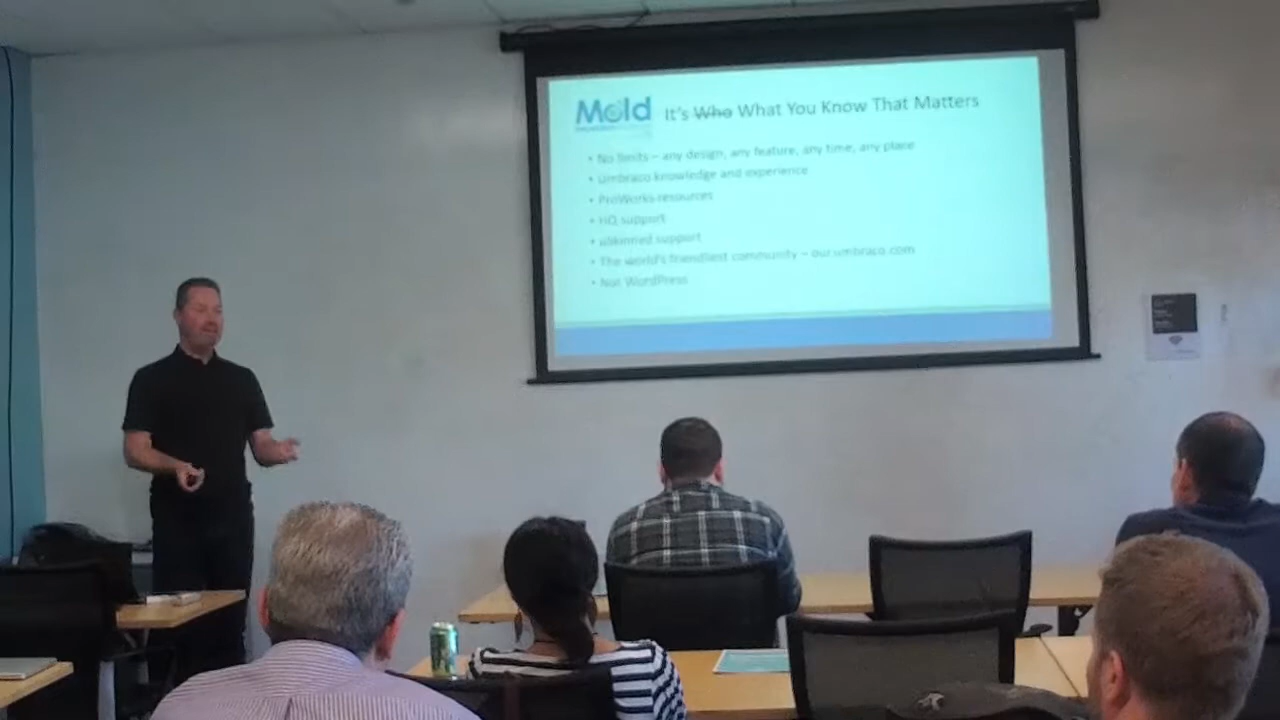 Mold
It's Who What You Know That Matters
• No limits – any design, any feature, any time, any place
• Umbraco knowledge and experience
• ProWorks resources
• HQ support
• uSkinned support
• The world's friendliest community – our.umbraco.com
• Not WordPress